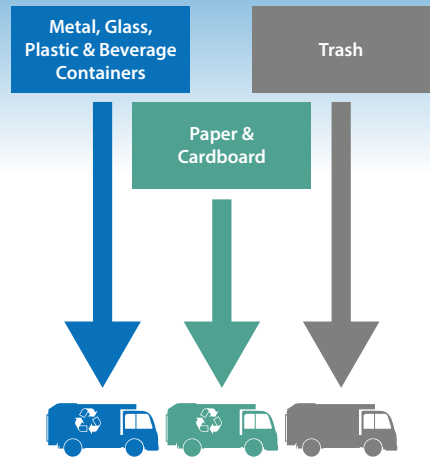 Metal, Glass,
Plastic & Beverage
Containers
Trash
Paper &
Cardboard